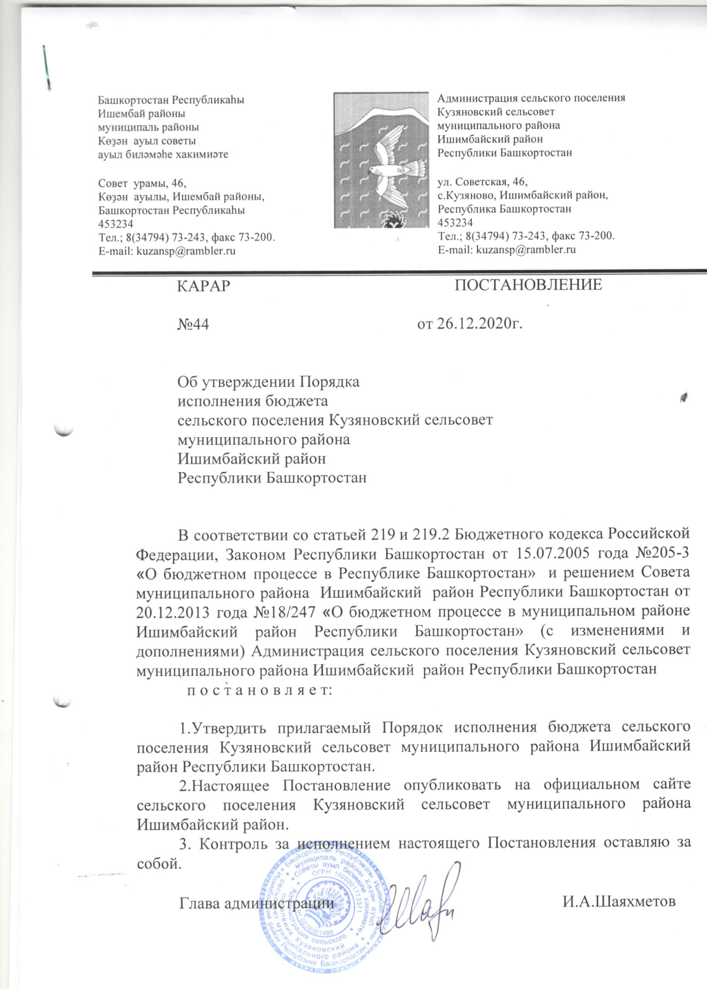 Башкортостан Республикаһы
Ишембай районы
муниципаль районы
Көҙән ауыл советы
ауыл биләмәһе хакимиәте
Совет урамы, 46,
Көҙән ауылы, Ишембай районы,
Башкортостан Республикаһы
453234
Тел.; 8(34794) 73-243, факс 73-200.
E-mail: kuzansp@rambler.ru
Администрация сельского поселения
Кузяновский сельсовет
муниципального района
Ишимбайский район
Республики Башкортостан
ул. Советская, 46,
с.Кузяново, Ишимбайский район,
Республика Башкортостан
453234
Тел.; 8(34794) 73-243, факс 73-200.
E-mail: kuzansp@rambler.ru
КАРАР ПОСТАНОВЛЕНИЕ
№44 от 26.12.2020г.
Об утверждении Порядка
исполнения бюджета
сельского поселения Кузяновский сельсовет
муниципального района
Ишимбайский район
Республики Башкортостан
В соответствии со статьей 219 и 219.2 Бюджетного кодекса Российской
Федерации, Законом Республики Башкортостан от 15.07.2005 года №205-З
«О бюджетном процессе в Республике Башкортостан» и решением Совета
муниципального района Ишимбайский район Республики Башкортостан от
20.12.2013 года №18/247 «О бюджетном процессе в муниципальном районе
Ишимбайский район Республики Башкортостан» (с изменениями и
дополнениями) Администрация сельского поселения Кузяновский сельсовет
муниципального района Ишимбайский район Республики Башкортостан
п о с т а н о в л я е т:
1.Утвердить прилагаемый Порядок исполнения бюджета сельского
поселения Кузяновский сельсовет муниципального района Ишимбайский
район Республики Башкортостан.
2.Настоящее Постановление опубликовать на официальном сайте
сельского поселения Кузяновский сельсовет муниципального района
Ишимбайский район.
3. Контроль за исполнением настоящего Постановления оставляю за
собой.
Глава администрации И.А.Шаяхметов
Башкортостан Республикаһы Ишембай районы
муниципаль районы Көҙән ауыл
Советы ауыл биләмәһе хакимиәте
ОГРН 1020201773371
ИНН 0226001486
Администрация сельского
поселения Кузяновский
сельсовет муниципального района
Ишимбайский район Республики Башкортостан